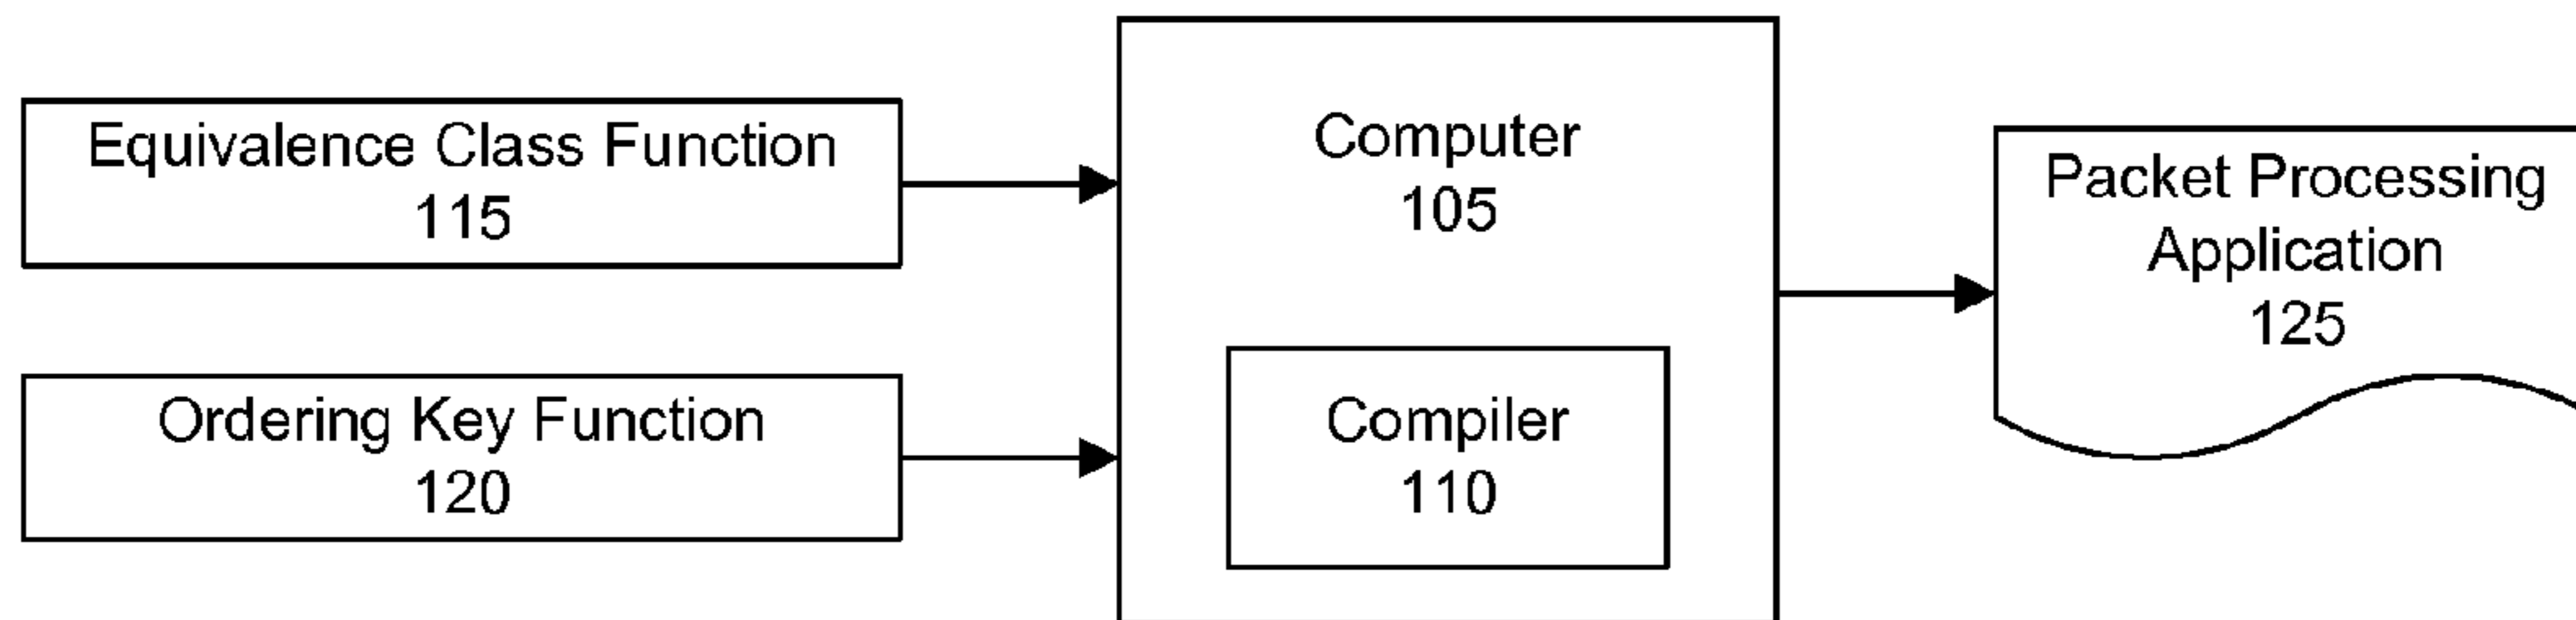 Equivalence Class Function
115
Ordering Key Function
120
Computer
105
Compiler
110
Packet Processing
Application
125